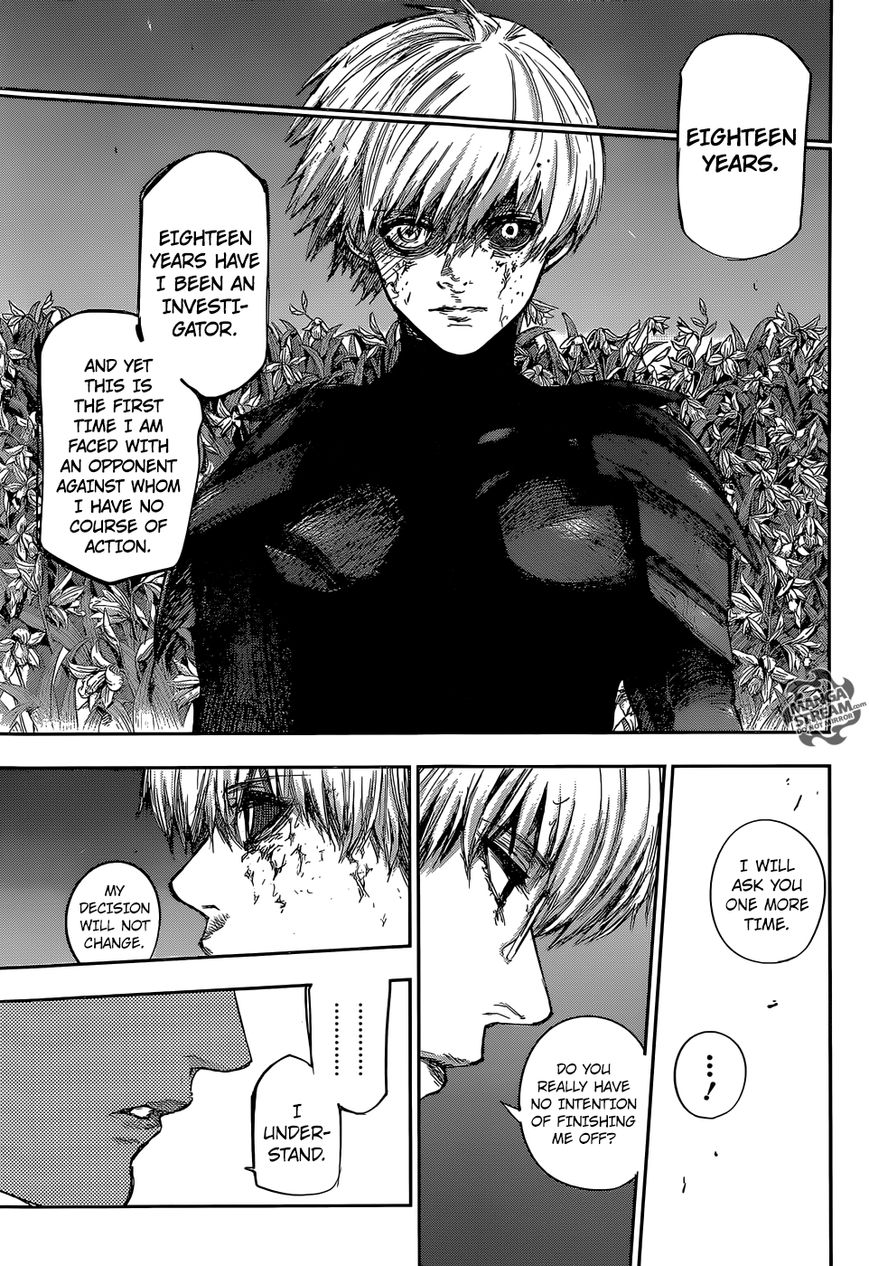 EIGHTEEN
YEARS.
EIGHTEEN
YEARS HAVE
I BEEN AN
INVESTI-
GATOR.
AND YET
THIS IS
THE FIRST
TIME I AM
FACED WITH
AN OPPONENT
AGAINST WHOM
I HAVE NO
COURSE OF
ACTION.
MANGA
STREAM.com
DO NOT MIRROR
I WILL
ASK YOU
ONE MORE
TIME.
...!
DO YOU
REALLY HAVE
NO INTENTION
OF FINISHING
ME OFF?
MY
DECISION
WILL NOT
CHANGE.
......
......
I
UNDER-
STAND.